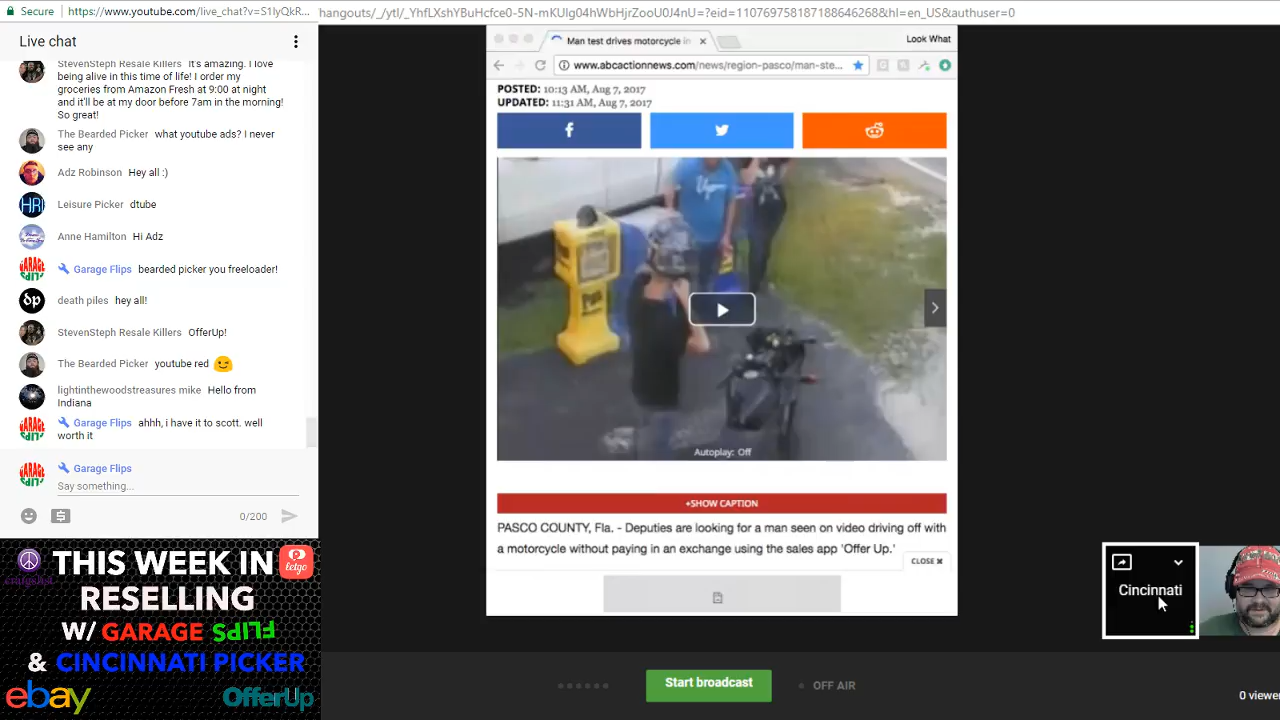 Secure
https://www.youtube.com/live_chat?v=S1IyQkR...
hangouts/_/ytl/_YhfLXshYBuHcfce0-5N-mKUIg04hWbHjrZooU0J4nU=?eid=110769758187188646268&hl=en_US&authuser=0
Live chat
StevenSteph Resale Killers It's amazing. I love
being alive in this time of life! I order my
groceries from Amazon Fresh at 9:00 at night
and it'll be at my door before 7am in the morning!
So great!
The Bearded Picker what youtube ads? I never
see any
Adz Robinson Hey all :)
Leisure Picker dtube
Anne Hamilton Hi Adz
Garage Flips bearded picker you freeloader!
death piles hey all!
StevenSteph Resale Killers OfferUp!
The Bearded Picker youtube red
lightinthewoodstreasures mike Hello from
Indiana
Garage Flips ahhh, i have it to scott. well
worth it
Garage Flips
Say something...
0/200
craigslist
THIS WEEK IN
letgo
RESELLING
W/ GARAGE FLIPS
& CINCINNATI PICKER
ebay
OfferUp
Man test drives motorcycle in
Look What
www.abcactionnews.com/news/region-pasco/man-ste...
POSTED: 10:13 AM, Aug 7, 2017
UPDATED: 11:31 AM, Aug 7, 2017
Autoplay: Off
+SHOW CAPTION
PASCO COUNTY, Fla. - Deputies are looking for a man seen on video driving off with
a motorcycle without paying in an exchange using the sales app 'Offer Up.'
CLOSE
Cincinnati
Start broadcast
OFF AIR
0 viewe